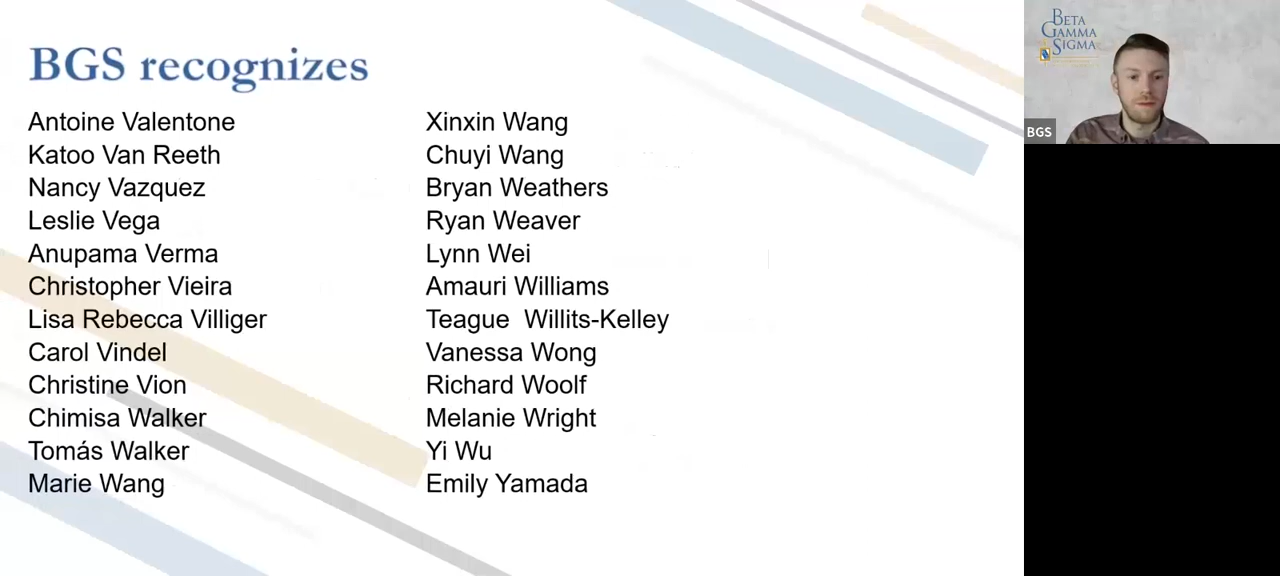 BGS recognizes
Antoine Valentone
Katoo Van Reeth
Nancy Vazquez
Leslie Vega
Anupama Verma
Christopher Vieira
Lisa Rebecca Villiger
Carol Vindel
Christine Vion
Chimisa Walker
Tomás Walker
Marie Wang
Xinxin Wang
Chuyi Wang
Bryan Weathers
Ryan Weaver
Lynn Wei
Amauri Williams
Teague  Willits-Kelley
Vanessa Wong
Richard Woolf
Melanie Wright
Yi Wu
Emily Yamada
BETA
GAMMA
SIGMA
BGS